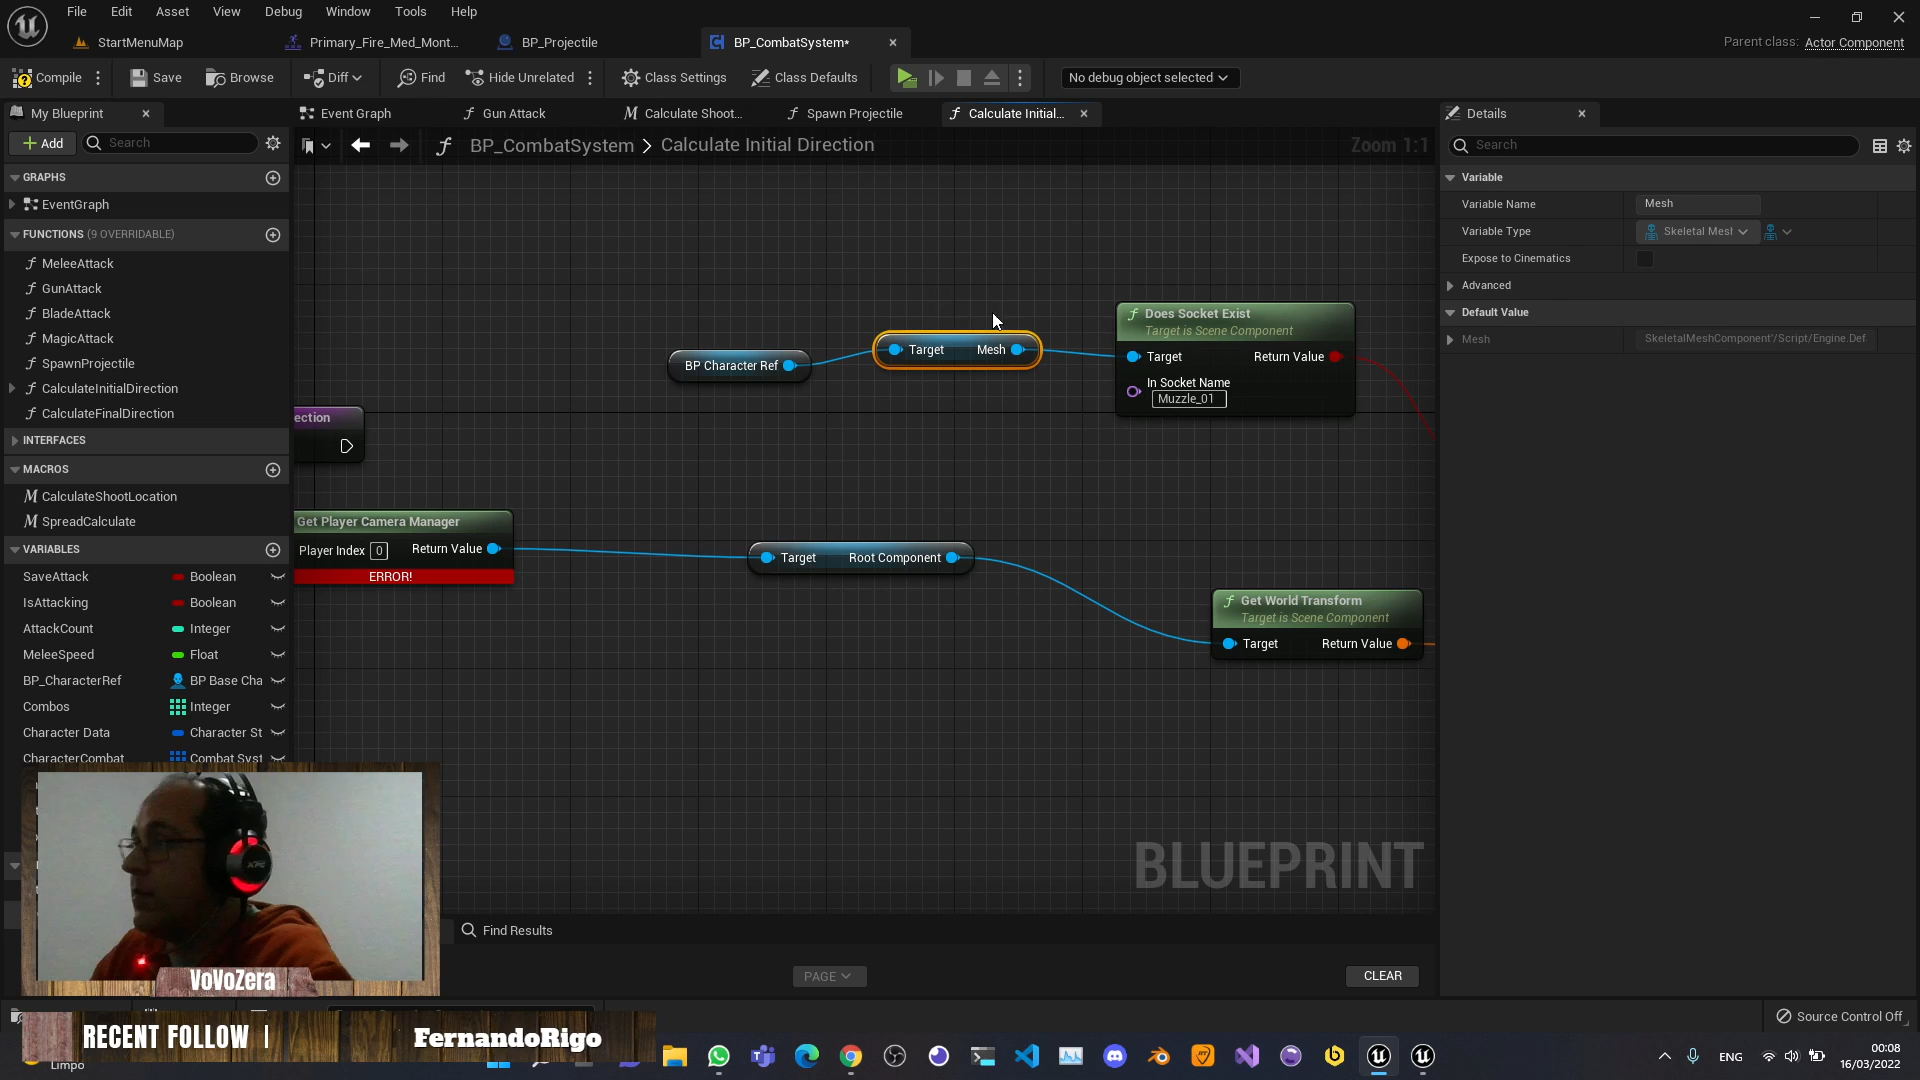 File Edit Asset View Debug Window Tools Help
StartMenuMap Primary_Fire_Med_Mont... BP_Projectile BP_CombatSystem*
Parent class: Actor Component
Compile Save Browse Diff Find Hide Unrelated Class Settings Class Defaults No debug object selected
My Blueprint Event Graph Gun Attack Calculate Shoot... Spawn Projectile Calculate Initial... Details
Add Search
BP_CombatSystem > Calculate Initial Direction
Zoom 1:1
Search
GRAPHS
EventGraph
FUNCTIONS (9 OVERRIDABLE)
MeleeAttack
GunAttack
BladeAttack
MagicAttack
SpawnProjectile
CalculateInitialDirection
CalculateFinalDirection
INTERFACES
MACROS
CalculateShootLocation
SpreadCalculate
VARIABLES
SaveAttack Boolean
IsAttacking Boolean
AttackCount Integer
MeleeSpeed Float
BP_CharacterRef BP Base Cha
Combos Integer
Character Data Character St
CharacterCombat Combat Syst
BP Character Ref
Target Mesh
Does Socket Exist
Target is Scene Component
Target Return Value
In Socket Name
Muzzle_01
ection
Get Player Camera Manager
Player Index 0 Return Value
ERROR!
Target Root Component
Get World Transform
Target is Scene Component
Target Return Value
BLUEPRINT
Variable
Variable Name Mesh
Variable Type Skeletal Mesh
Expose to Cinematics
Advanced
Default Value
Mesh SkeletalMeshComponent'/Script/Engine.Def
Find Results
PAGE
CLEAR
XPG
VoVoZera
Source Control Off
RECENT FOLLOW | FernandoRigo
Limpo
ENG
00:08
16/03/2022